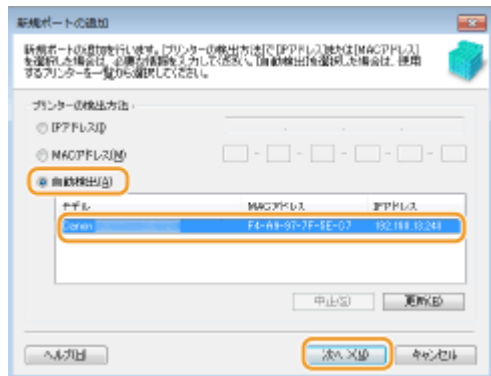 新規ポートの追加
新規ポートの追加を行います。[プリンターの検出方法]で[IPアドレス]または[MACアドレス]
を選択した場合は、必要な情報を入力してください。[自動検出]を選択した場合は、使用
するプリンターを一覧から選択してください。
プリンターの検出方法:
IPアドレス(I)
MACアドレス(M)
自動検出(A)
モデル MACアドレス IPアドレス
Canon F4-A9-97-7F-5E-07
中止(S) 更新(E)
ヘルプ(H) 次へ >(N) キャンセル